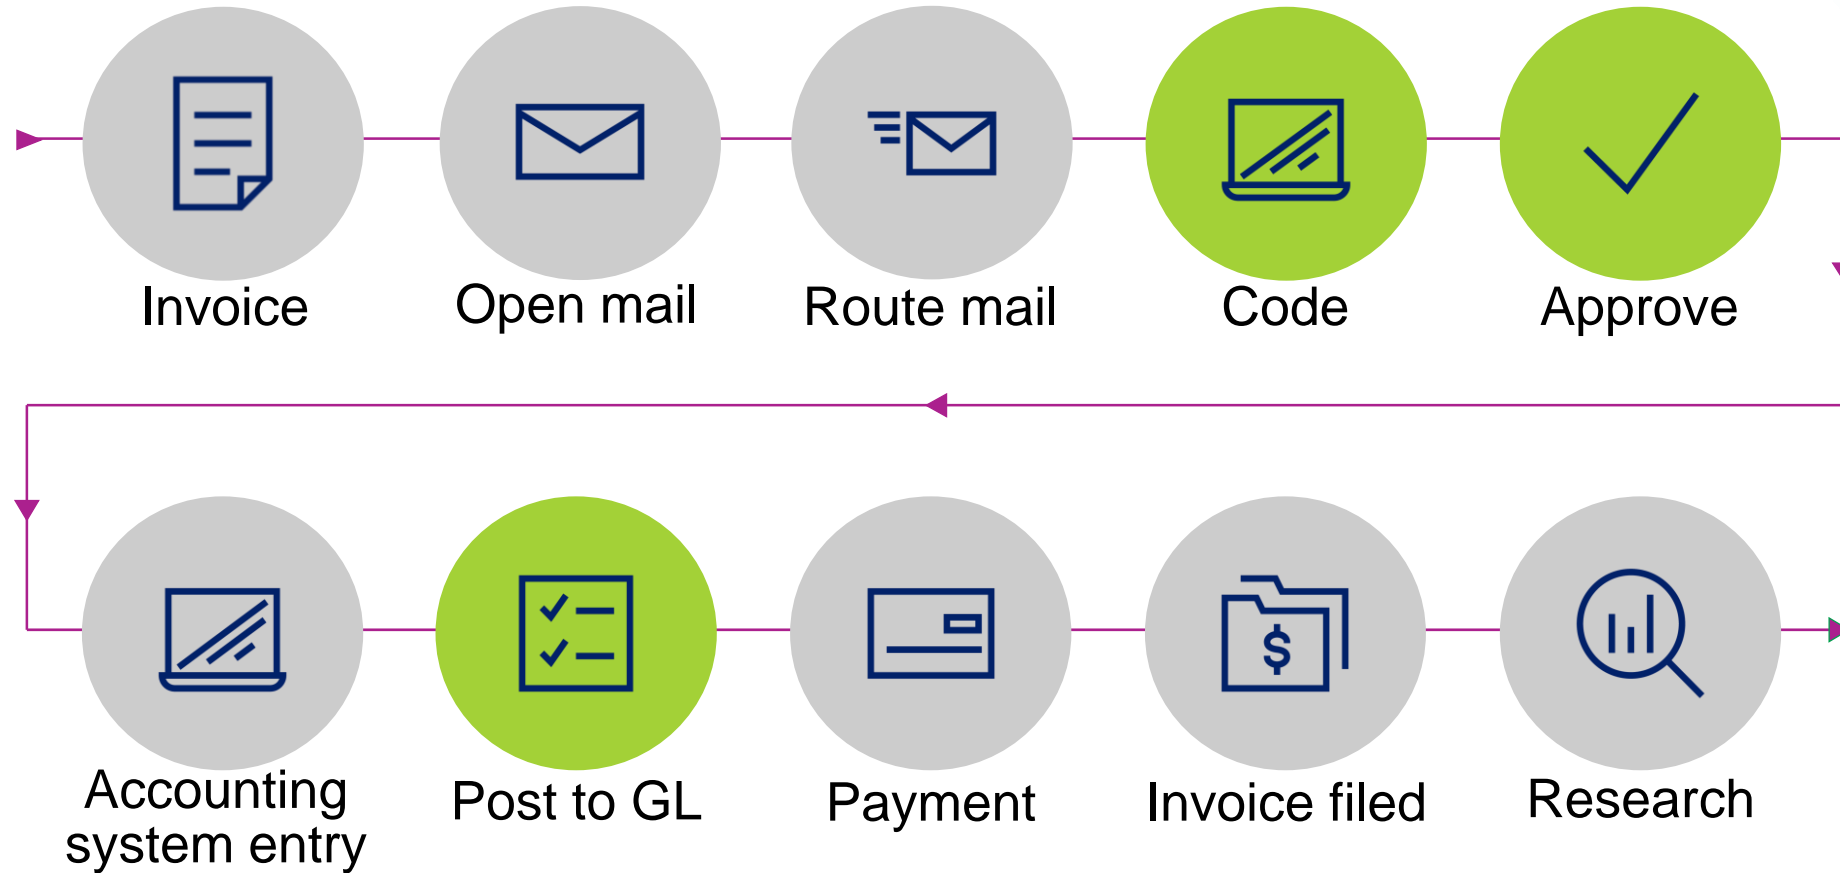 Invoice
Open mail
Route mail
Code
Approve
Accounting
system entry
Post to GL
Payment
$
Invoice filed
Research